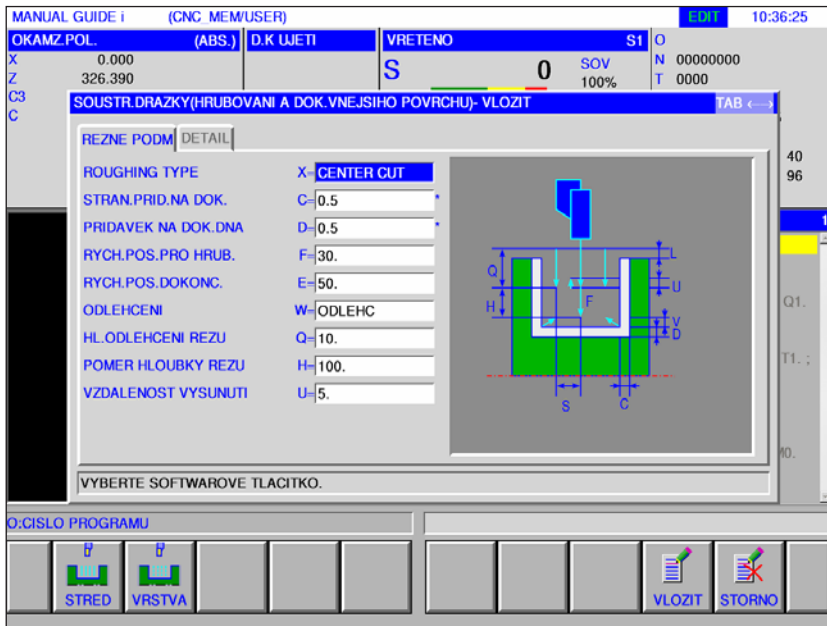 MANUAL GUIDE i (CNC_MEM/USER) EDIT 10:36:25
OKAMZ.POL. (ABS.) D.K UJETI VRETENO S1 O
X 0.000 S 0 SOV N 00000000
Z 326.390 100% T 0000
C3
C
SOUSTR.DRAZKY(HRUBOVANI A DOK.VNEJSIHO POVRCHU)- VLOZIT TAB ←→
REZNE PODM DETAIL
ROUGHING TYPE X= CENTER CUT
STRAN.PRID.NA DOK. C= 0.5 *
PRIDAVEK NA DOK.DNA D= 0.5 *
RYCH.POS.PRO HRUB. F= 30.
RYCH.POS.DOKONC. E= 50.
ODLEHCENI W= ODLEHC
HL.ODLEHCENI REZU Q= 10.
POMER HLOUBKY REZU H= 100.
VZDALENOST VYSUNUTI U= 5.
L
Q
U
F
H
V
D
S C
40
96
1
Q1.
T1. ;
M0.
VYBERTE SOFTWAROVE TLACITKO.
O:CISLO PROGRAMU
STRED VRSTVA VLOZIT STORNO